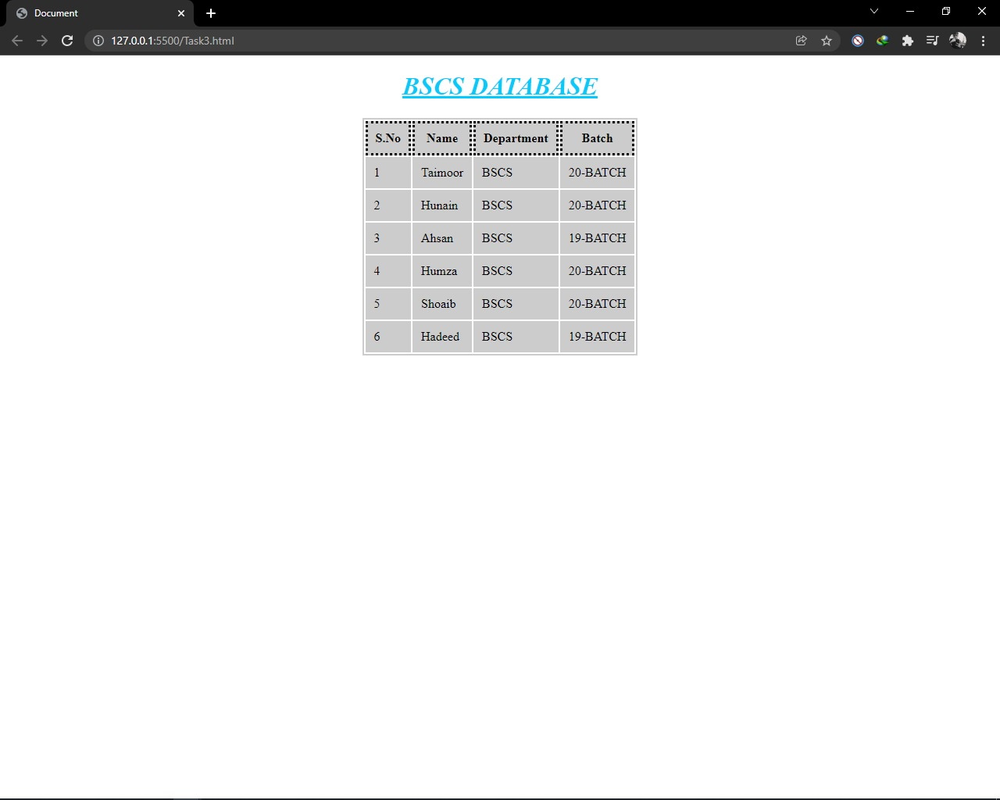 Document
127.0.0.1:5500/Task3.html
BSCS DATABASE
S.No Name Department Batch
1 Taimoor BSCS 20-BATCH
2 Hunain BSCS 20-BATCH
3 Ahsan BSCS 19-BATCH
4 Humza BSCS 20-BATCH
5 Shoaib BSCS 20-BATCH
6 Hadeed BSCS 19-BATCH